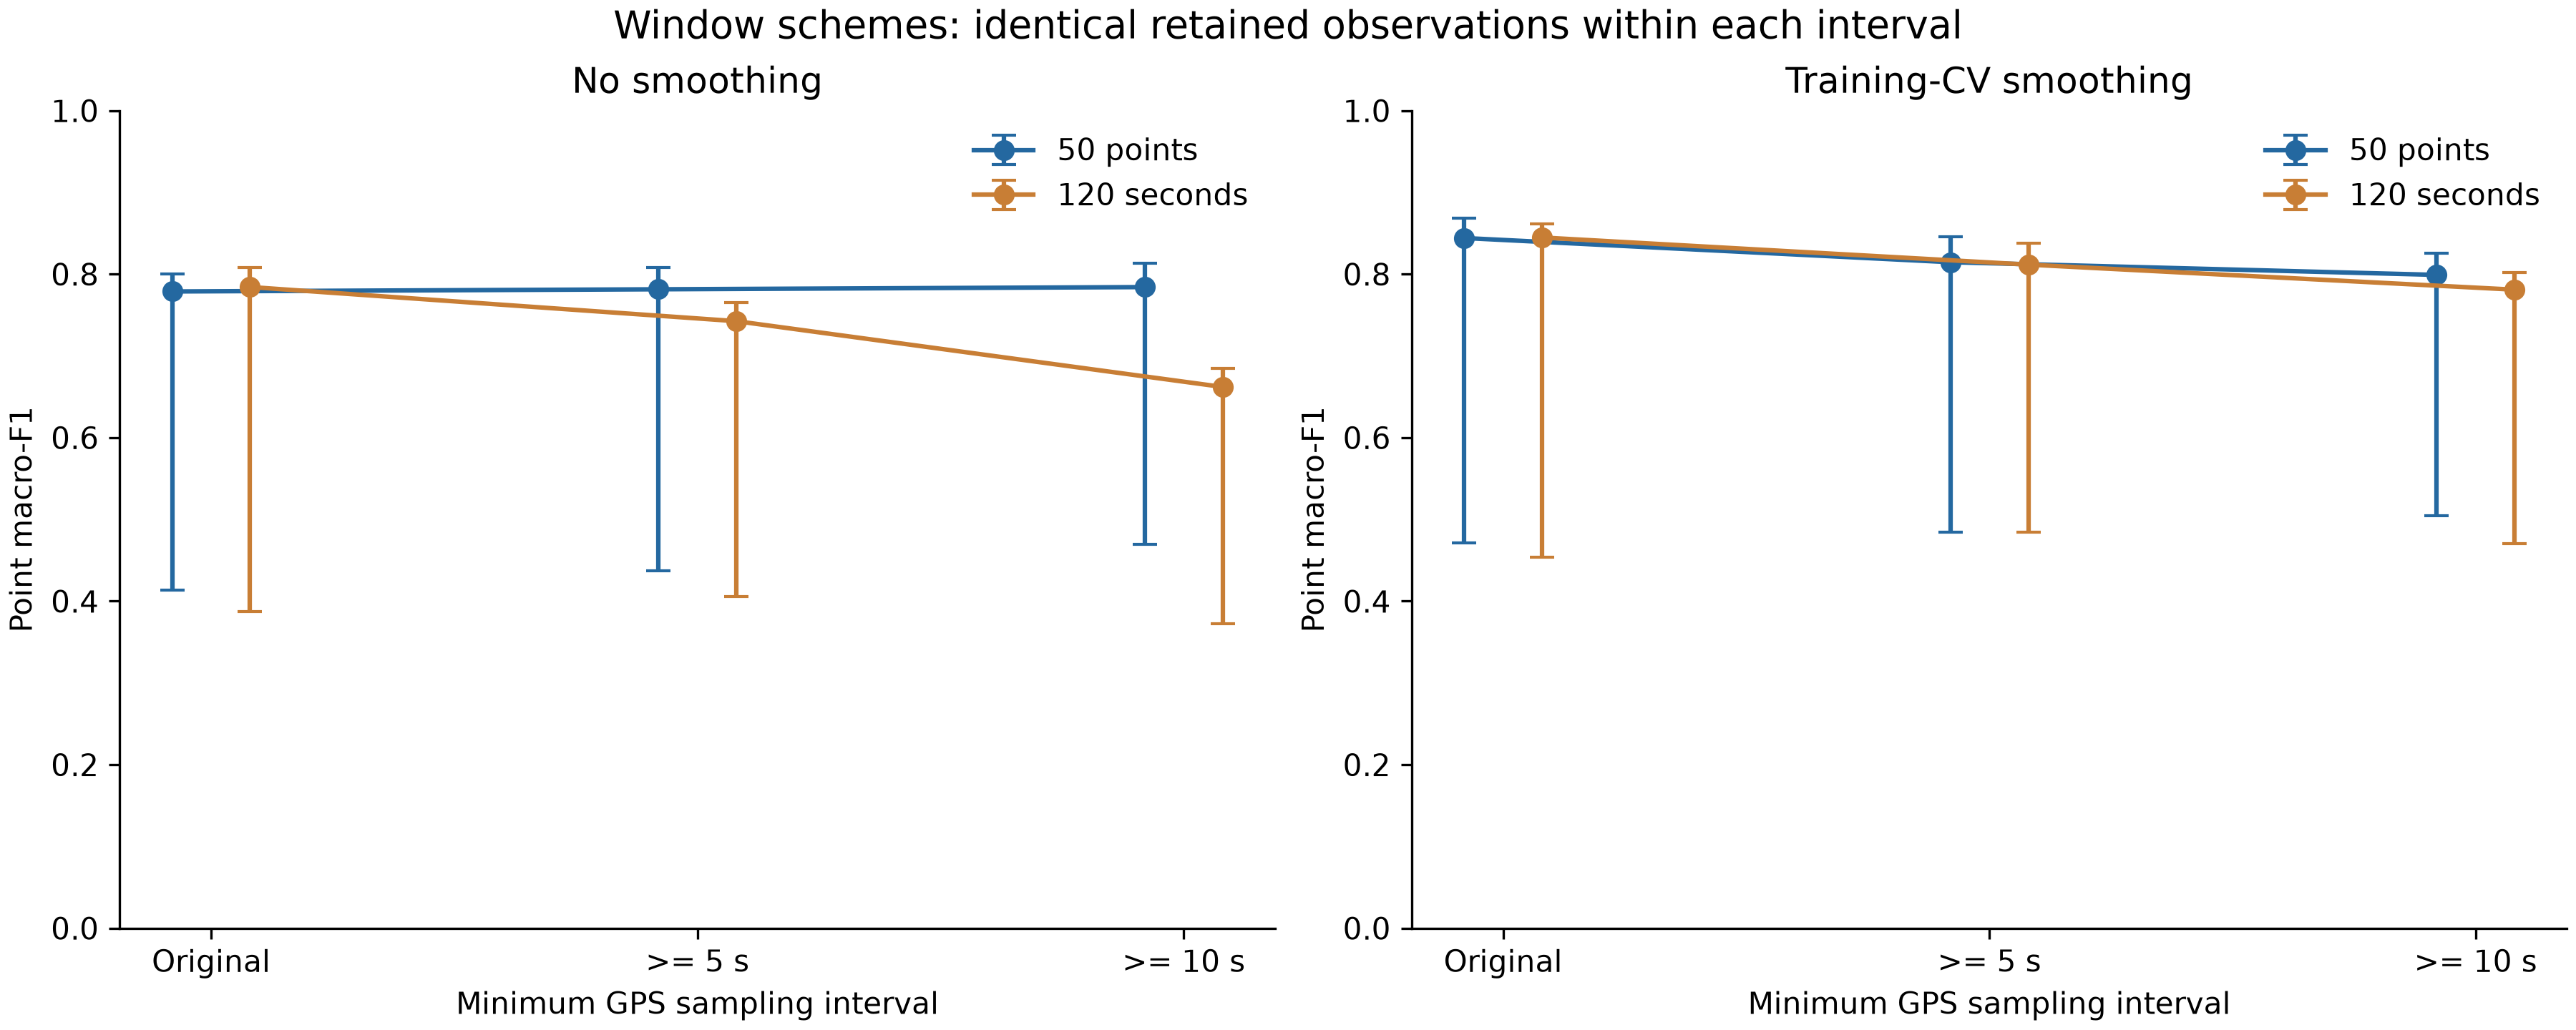 Window schemes: identical retained observations within each interval
No smoothing
Point macro-F1
1.0
0.8
0.6
0.4
0.2
0.0
50 points
120 seconds
Original
>= 5 s
>= 10 s
Minimum GPS sampling interval
Training-CV smoothing
Point macro-F1
1.0
0.8
0.6
0.4
0.2
0.0
50 points
120 seconds
Original
>= 5 s
>= 10 s
Minimum GPS sampling interval